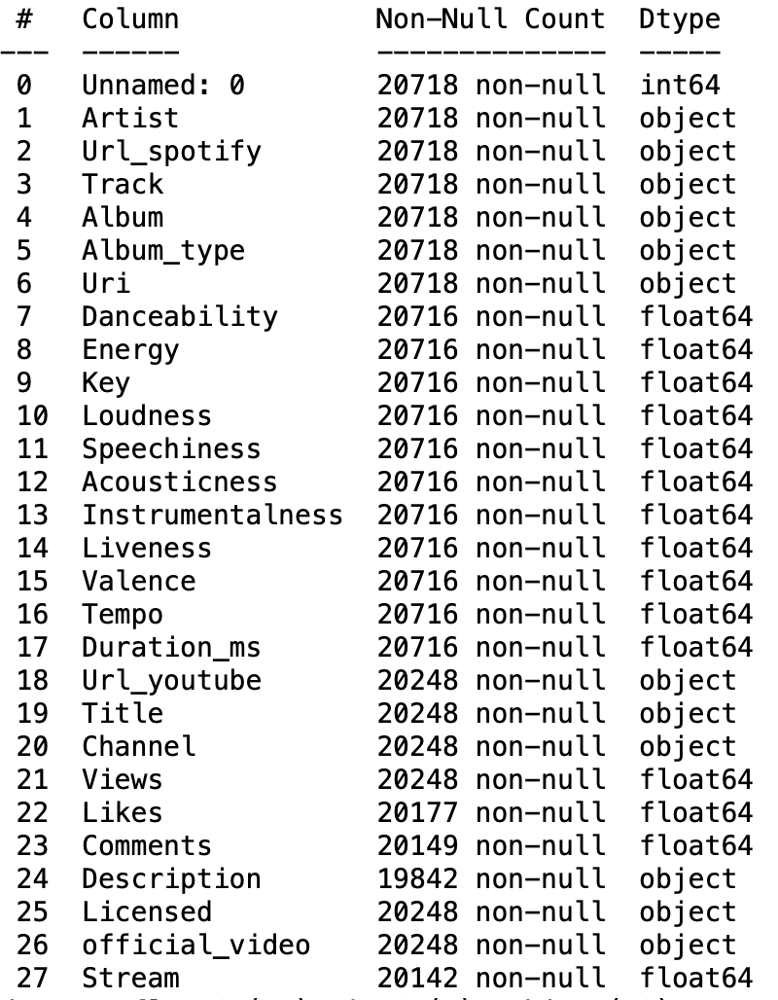 #   Column            Non-Null Count  Dtype
---  ------            --------------  -----
0   Unnamed: 0        20718 non-null  int64
1   Artist            20718 non-null  object
2   Url_spotify       20718 non-null  object
3   Track             20718 non-null  object
4   Album             20718 non-null  object
5   Album_type        20718 non-null  object
6   Uri               20718 non-null  object
7   Danceability      20716 non-null  float64
8   Energy            20716 non-null  float64
9   Key               20716 non-null  float64
10  Loudness          20716 non-null  float64
11  Speechiness       20716 non-null  float64
12  Acousticness      20716 non-null  float64
13  Instrumentalness  20716 non-null  float64
14  Liveness          20716 non-null  float64
15  Valence           20716 non-null  float64
16  Tempo             20716 non-null  float64
17  Duration_ms       20716 non-null  float64
18  Url_youtube       20248 non-null  object
19  Title             20248 non-null  object
20  Channel           20248 non-null  object
21  Views             20248 non-null  float64
22  Likes             20177 non-null  float64
23  Comments          20149 non-null  float64
24  Description       19842 non-null  object
25  Licensed          20248 non-null  object
26  official_video    20248 non-null  object
27  Stream            20142 non-null  float64